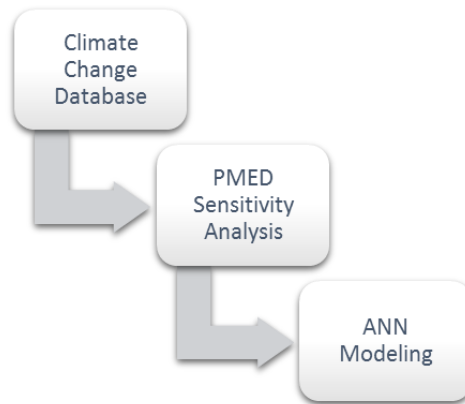 Climate
Change
Database
PMED
Sensitivity
Analysis
ANN
Modeling